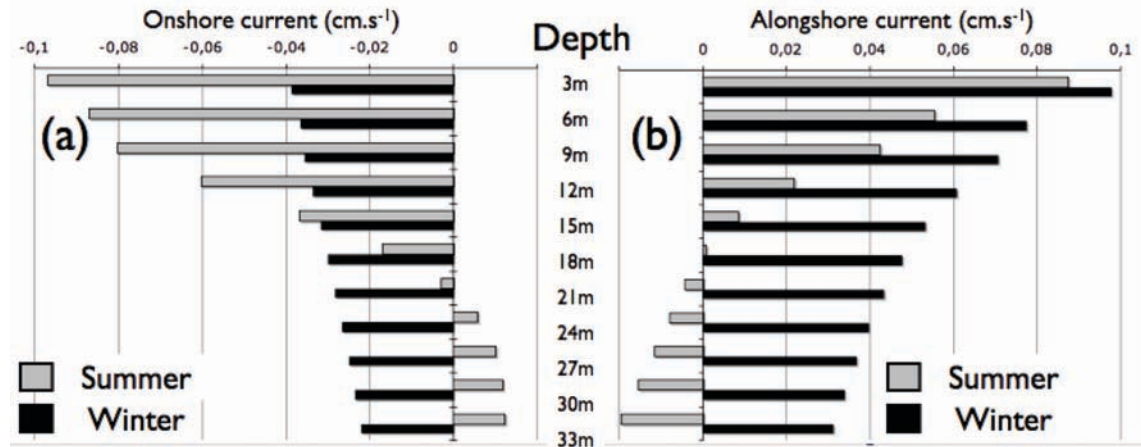 Onshore current (cm.s⁻¹)
Alongshore current (cm.s⁻¹)
-0,1 -0,08 -0,06 -0,04 -0,02 0
Depth
0 0,02 0,04 0,06 0,08 0,1
3m
(a)
6m
(b)
9m
12m
15m
18m
21m
24m
27m
30m
33m
Summer
Winter
Summer
Winter